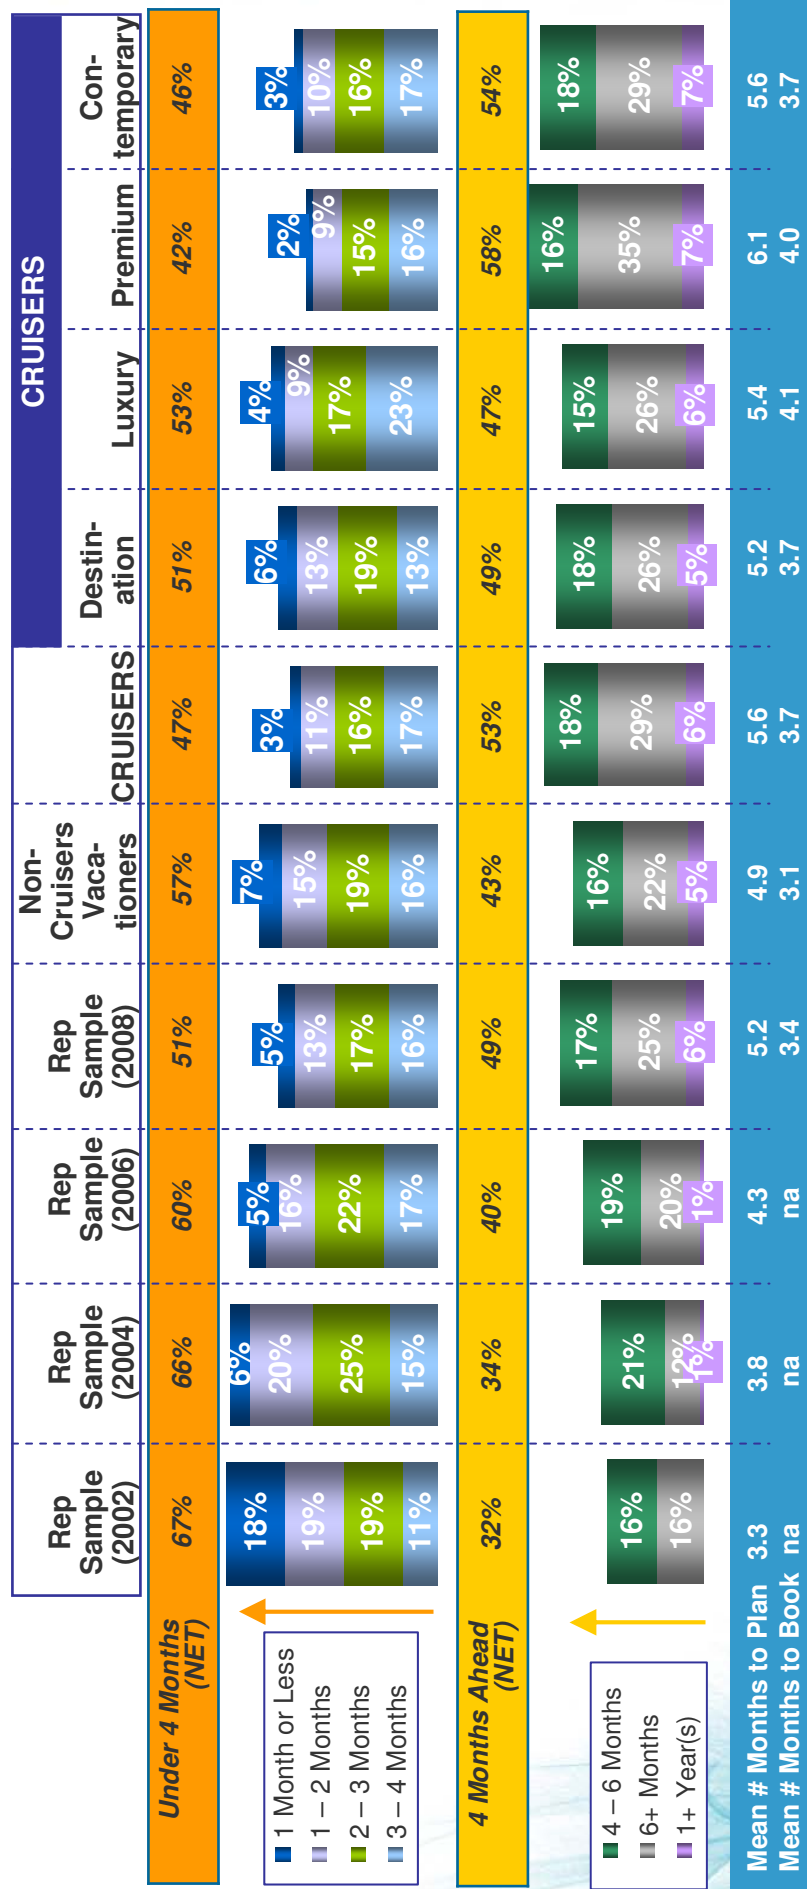 CRUISERS
Rep
Sample
(2002)
Rep
Sample
(2004)
Rep
Sample
(2006)
Rep
Sample
(2008)
Non-
Cruisers
Vaca-
tioners
CRUISERS
Destin-
ation
Luxury
Premium
Con-
temporary
Under 4 Months
(NET)
67% 66% 60% 51% 57% 47% 51% 53% 42% 46%
1 Month or Less
1 – 2 Months
2 – 3 Months
3 – 4 Months
18% 6% 5% 5% 7% 3% 6% 4% 2% 3%
19% 20% 16% 13% 15% 11% 13% 9% 9% 10%
19% 25% 22% 17% 19% 16% 19% 17% 15% 16%
11% 15% 17% 16% 16% 17% 13% 23% 16% 17%
4 Months Ahead
(NET)
32% 34% 40% 49% 43% 53% 49% 47% 58% 54%
4 – 6 Months
6+ Months
1+ Year(s)
16% 21% 19% 17% 16% 18% 18% 15% 16% 18%
16% 12% 20% 25% 22% 29% 26% 26% 35% 29%
1% 1% 6% 5% 6% 5% 6% 7% 7%
Mean # Months to Plan 3.3 3.8 4.3 5.2 4.9 5.6 5.2 5.4 6.1 5.6
Mean # Months to Book na na na 3.4 3.1 3.7 3.7 4.1 4.0 3.7